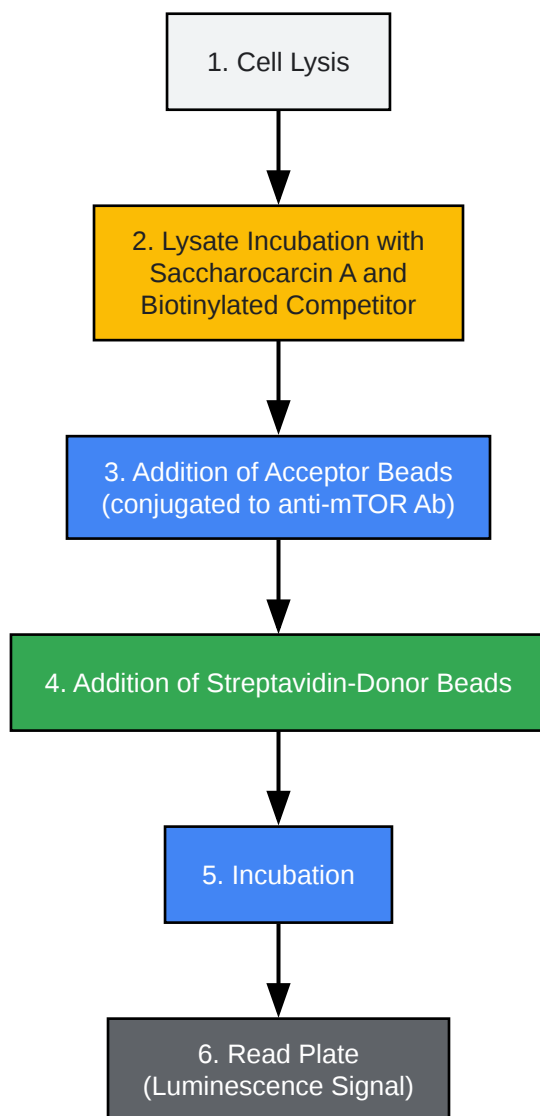 1. Cell Lysis
2. Lysate Incubation with
Saccharocarcin A and
Biotinylated Competitor
3. Addition of Acceptor Beads
(conjugated to anti-mTOR Ab)
4. Addition of Streptavidin-Donor Beads
5. Incubation
6. Read Plate
(Luminescence Signal)